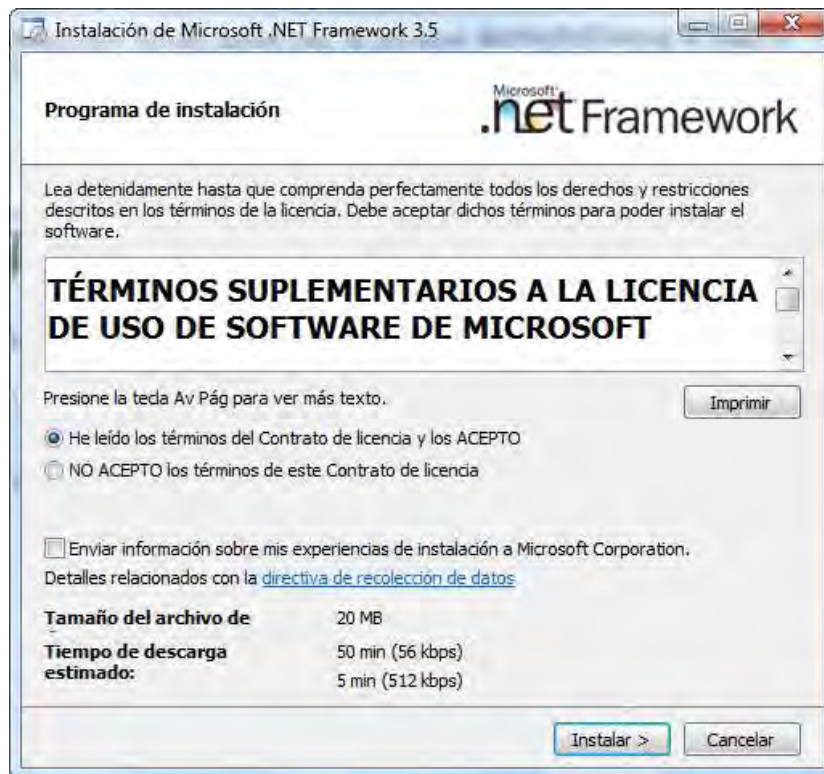 Instalación de Microsoft .NET Framework 3.5
Programa de instalación
Microsoft
.net Framework
Lea detenidamente hasta que comprenda perfectamente todos los derechos y restricciones
descritos en los términos de la licencia. Debe aceptar dichos términos para poder instalar el
software.
TÉRMINOS SUPLEMENTARIOS A LA LICENCIA
DE USO DE SOFTWARE DE MICROSOFT
Presione la tecla Av Pág para ver más texto.
Imprimir
He leído los términos del Contrato de licencia y los ACEPTO
NO ACEPTO los términos de este Contrato de licencia
Enviar información sobre mis experiencias de instalación a Microsoft Corporation.
Detalles relacionados con la directiva de recolección de datos
Tamaño del archivo de 20 MB
Tiempo de descarga 50 min (56 kbps)
estimado: 5 min (512 kbps)
Instalar >
Cancelar